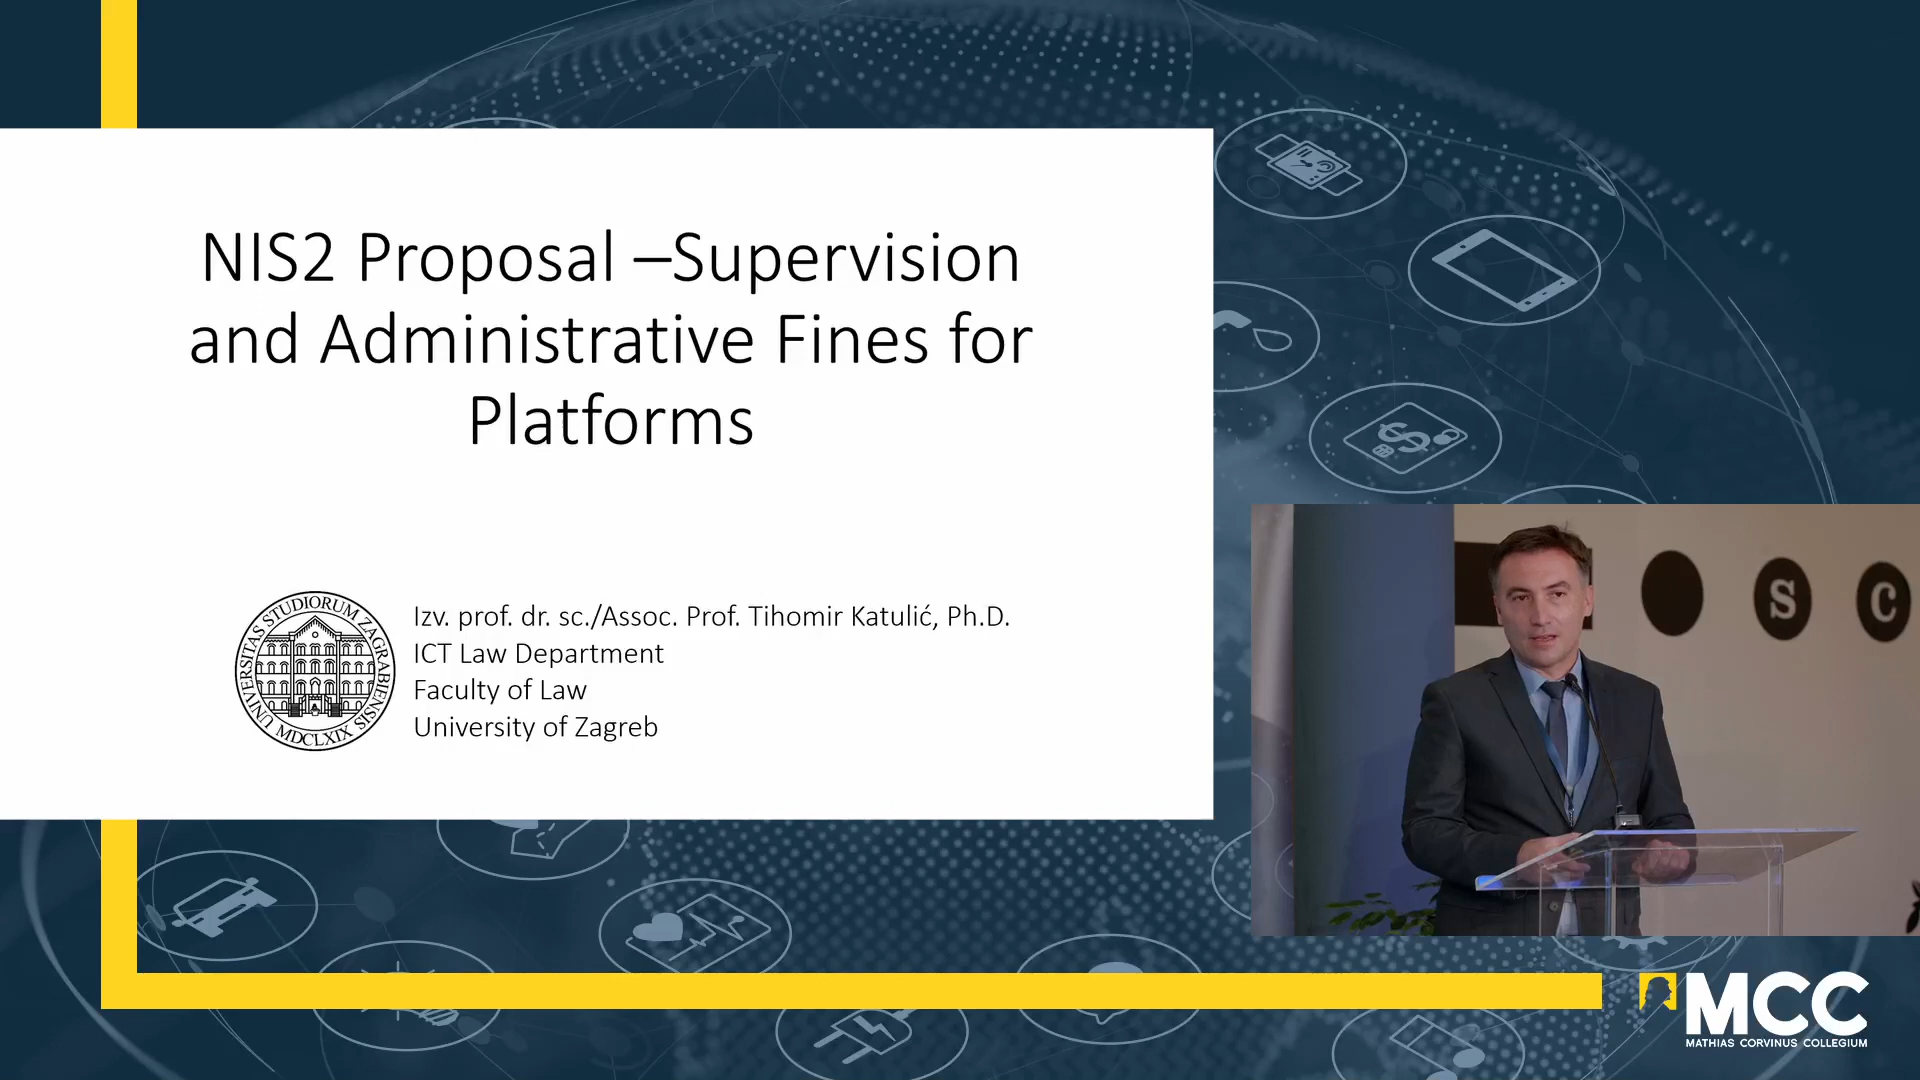 NIS2 Proposal –Supervision
and Administrative Fines for
Platforms
UNIVERSITAS STUDIORUM ZAGRABIENSIS
MDCLXIX
Izv. prof. dr. sc./Assoc. Prof. Tihomir Katulić, Ph.D.
ICT Law Department
Faculty of Law
University of Zagreb
S C
MCC
MATHIAS CORVINUS COLLEGIUM